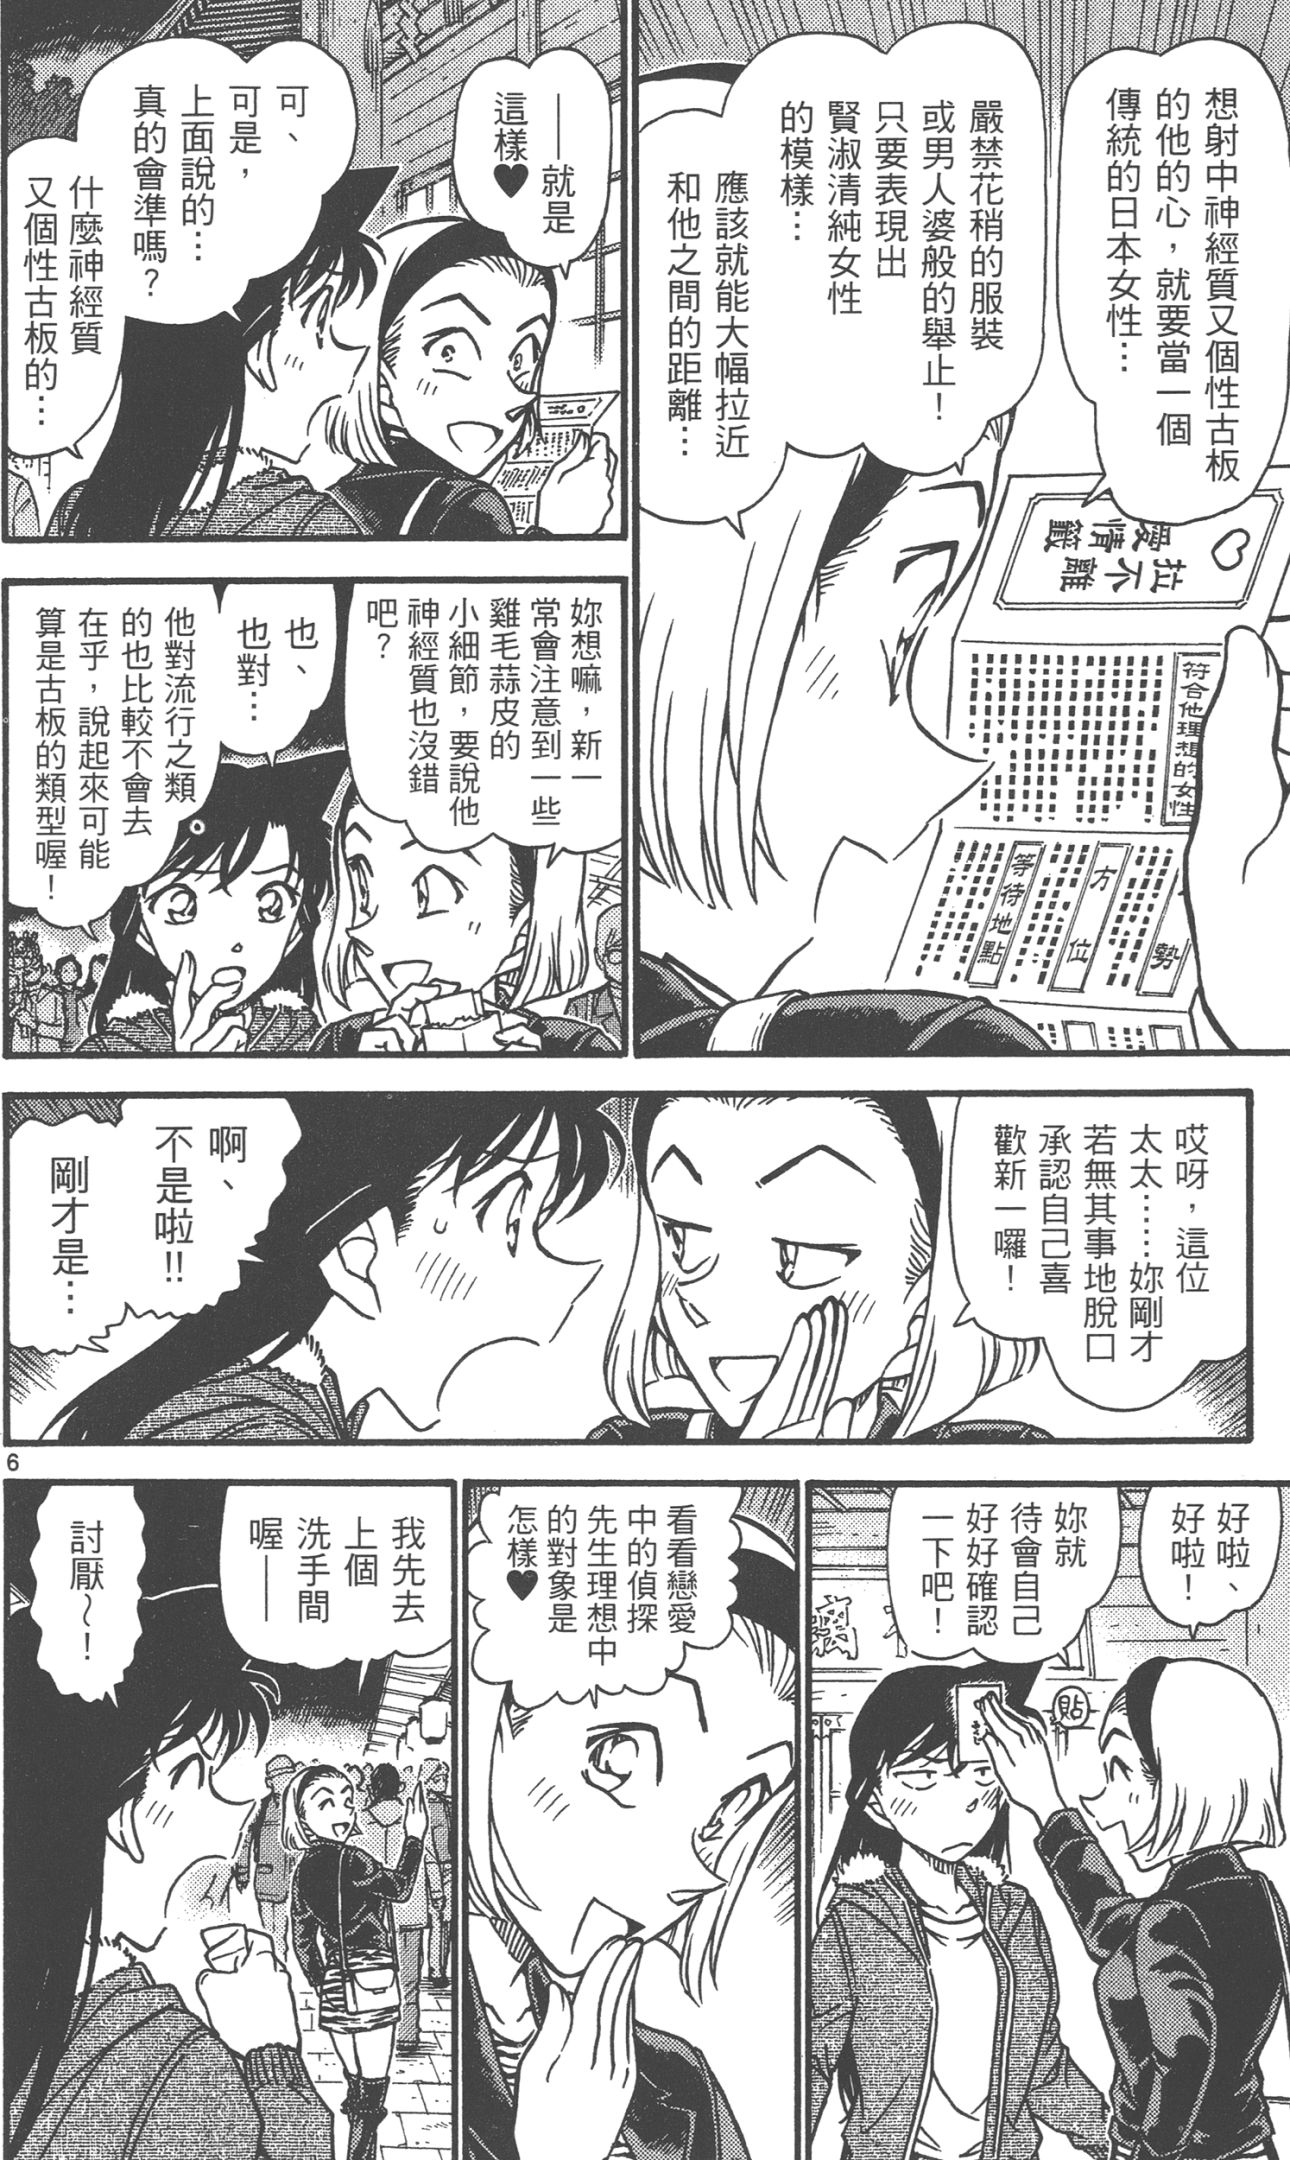 想射中神經質又個性古板
的他的心，就要當一個
傳統的日本女性…
嚴禁花稍的服裝
或男人婆般的舉止！
只要表現出
賢淑清純女性
的模樣…
應該就能大幅拉近
和他之間的距離…
拉不離
愛情籤
符合他理想的女性
勢
方位
等待地點
——就是
這樣♥
可、
可是，
上面說的…
真的會準嗎？
什麼神經質
又個性古板的…
妳想嘛，新一
常會注意到一些
雞毛蒜皮的
小細節，要說他
神經質也沒錯
吧？
也、
也對…
他對流行之類
的也比較不會去
在乎，說起來可能
算是古板的類型喔！
哎呀，這位
太太……妳剛才
若無其事地脫口
承認自己喜
歡新一囉！
啊、
不是啦!!
剛才是…
6
好啦、
好啦！
妳就
待會自己
好好確認
一下吧！
貼
看看戀愛
中的偵探
先生理想中
的對象是
怎樣♥
我先去
上個
洗手間
喔——
討厭～！